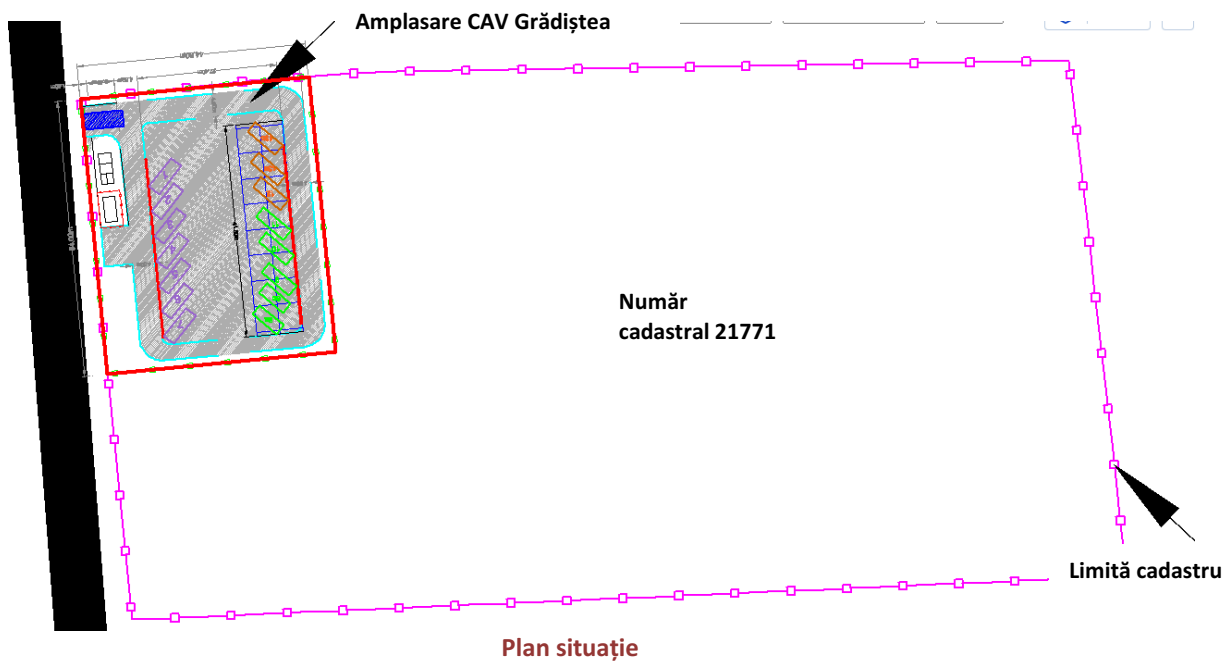 Amplasare CAV Grădiștea
Număr
cadastral 21771
Limită cadastru
Plan situație